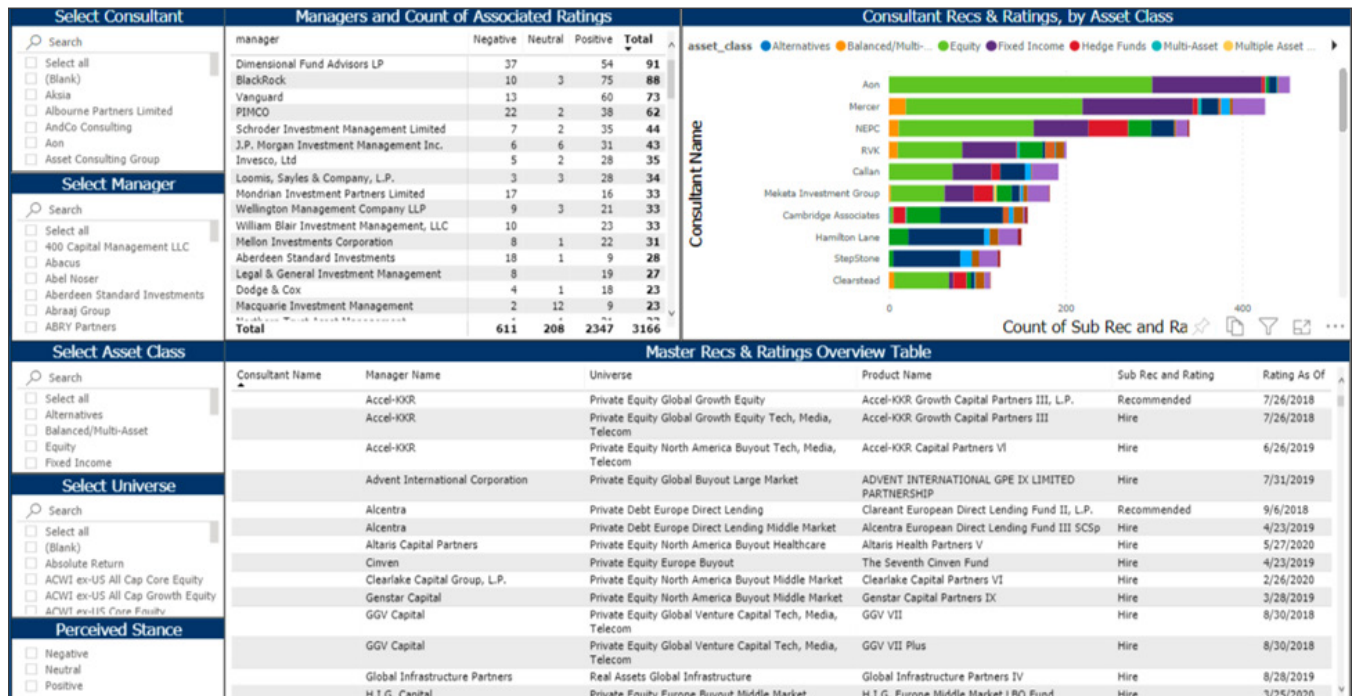 Select Consultant
Search
Select all
(Blank)
Aksia
Albourne Partners Limited
AndCo Consulting
Aon
Asset Consulting Group
Select Manager
Search
Select all
400 Capital Management LLC
Abacus
Abel Noser
Aberdeen Standard Investments
Abraaj Group
ABRY Partners
Select Asset Class
Search
Select all
Alternatives
Balanced/Multi-Asset
Equity
Fixed Income
Select Universe
Search
Select all
(Blank)
Absolute Return
ACWI ex-US All Cap Core Equity
ACWI ex-US All Cap Growth Equity
ACWI ex-US Core Equity
Perceived Stance
Negative
Neutral
Positive
Managers and Count of Associated Ratings
manager Negative Neutral Positive Total
Dimensional Fund Advisors LP 37 54 91
BlackRock 10 3 75 88
Vanguard 13 60 73
PIMCO 22 2 38 62
Schroder Investment Management Limited 7 2 35 44
J.P. Morgan Investment Management Inc. 6 6 31 43
Invesco, Ltd 5 2 28 35
Loomis, Sayles & Company, L.P. 3 3 28 34
Mondrian Investment Partners Limited 17 16 33
Wellington Management Company LLP 9 3 21 33
William Blair Investment Management, LLC 10 23 33
Mellon Investments Corporation 8 1 22 31
Aberdeen Standard Investments 18 1 9 28
Legal & General Investment Management 8 19 27
Dodge & Cox 4 1 18 23
Macquarie Investment Management 2 12 9 23
Total 611 208 2347 3166
Consultant Recs & Ratings, by Asset Class
asset_class Alternatives Balanced/Multi-... Equity Fixed Income Hedge Funds Multi-Asset Multiple Asset ...
Consultant Name
Aon
Mercer
NEPC
RVK
Callan
Meketa Investment Group
Cambridge Associates
Hamilton Lane
StepStone
Clearstead
0 200 400
Count of Sub Rec and Ra
Master Recs & Ratings Overview Table
Consultant Name Manager Name Universe Product Name Sub Rec and Rating Rating As Of
Accel-KKR Private Equity Global Growth Equity Accel-KKR Growth Capital Partners III, L.P. Recommended 7/26/2018
Accel-KKR Private Equity Global Growth Equity Tech, Media, Accel-KKR Growth Capital Partners III Hire 7/26/2018
Telecom
Accel-KKR Private Equity North America Buyout Tech, Media, Accel-KKR Capital Partners VI Hire 6/26/2019
Telecom
Advent International Corporation Private Equity Global Buyout Large Market ADVENT INTERNATIONAL GPE IX LIMITED Hire 7/31/2019
PARTNERSHIP
Alcentra Private Debt Europe Direct Lending Clareant European Direct Lending Fund II, L.P. Recommended 9/6/2018
Alcentra Private Debt Europe Direct Lending Middle Market Alcentra European Direct Lending Fund III SCSp Hire 4/23/2019
Altaris Capital Partners Private Equity North America Buyout Healthcare Altaris Health Partners V Hire 5/27/2020
Cinven Private Equity Europe Buyout The Seventh Cinven Fund Hire 4/23/2019
Clearlake Capital Group, L.P. Private Equity North America Buyout Middle Market Clearlake Capital Partners VI Hire 2/26/2020
Genstar Capital Private Equity North America Buyout Middle Market Genstar Capital Partners IX Hire 3/28/2019
GGV Capital Private Equity Global Venture Capital Tech, Media, GGV VII Hire 8/30/2018
Telecom
GGV Capital Private Equity Global Venture Capital Tech, Media, GGV VII Plus Hire 8/30/2018
Telecom
Global Infrastructure Partners Real Assets Global Infrastructure Global Infrastructure Partners IV Hire 8/28/2019
H.I.G. Capital Private Equity Europe Buyout Middle Market H.I.G. Europe Middle Market LBO Fund Hire 3/25/2020